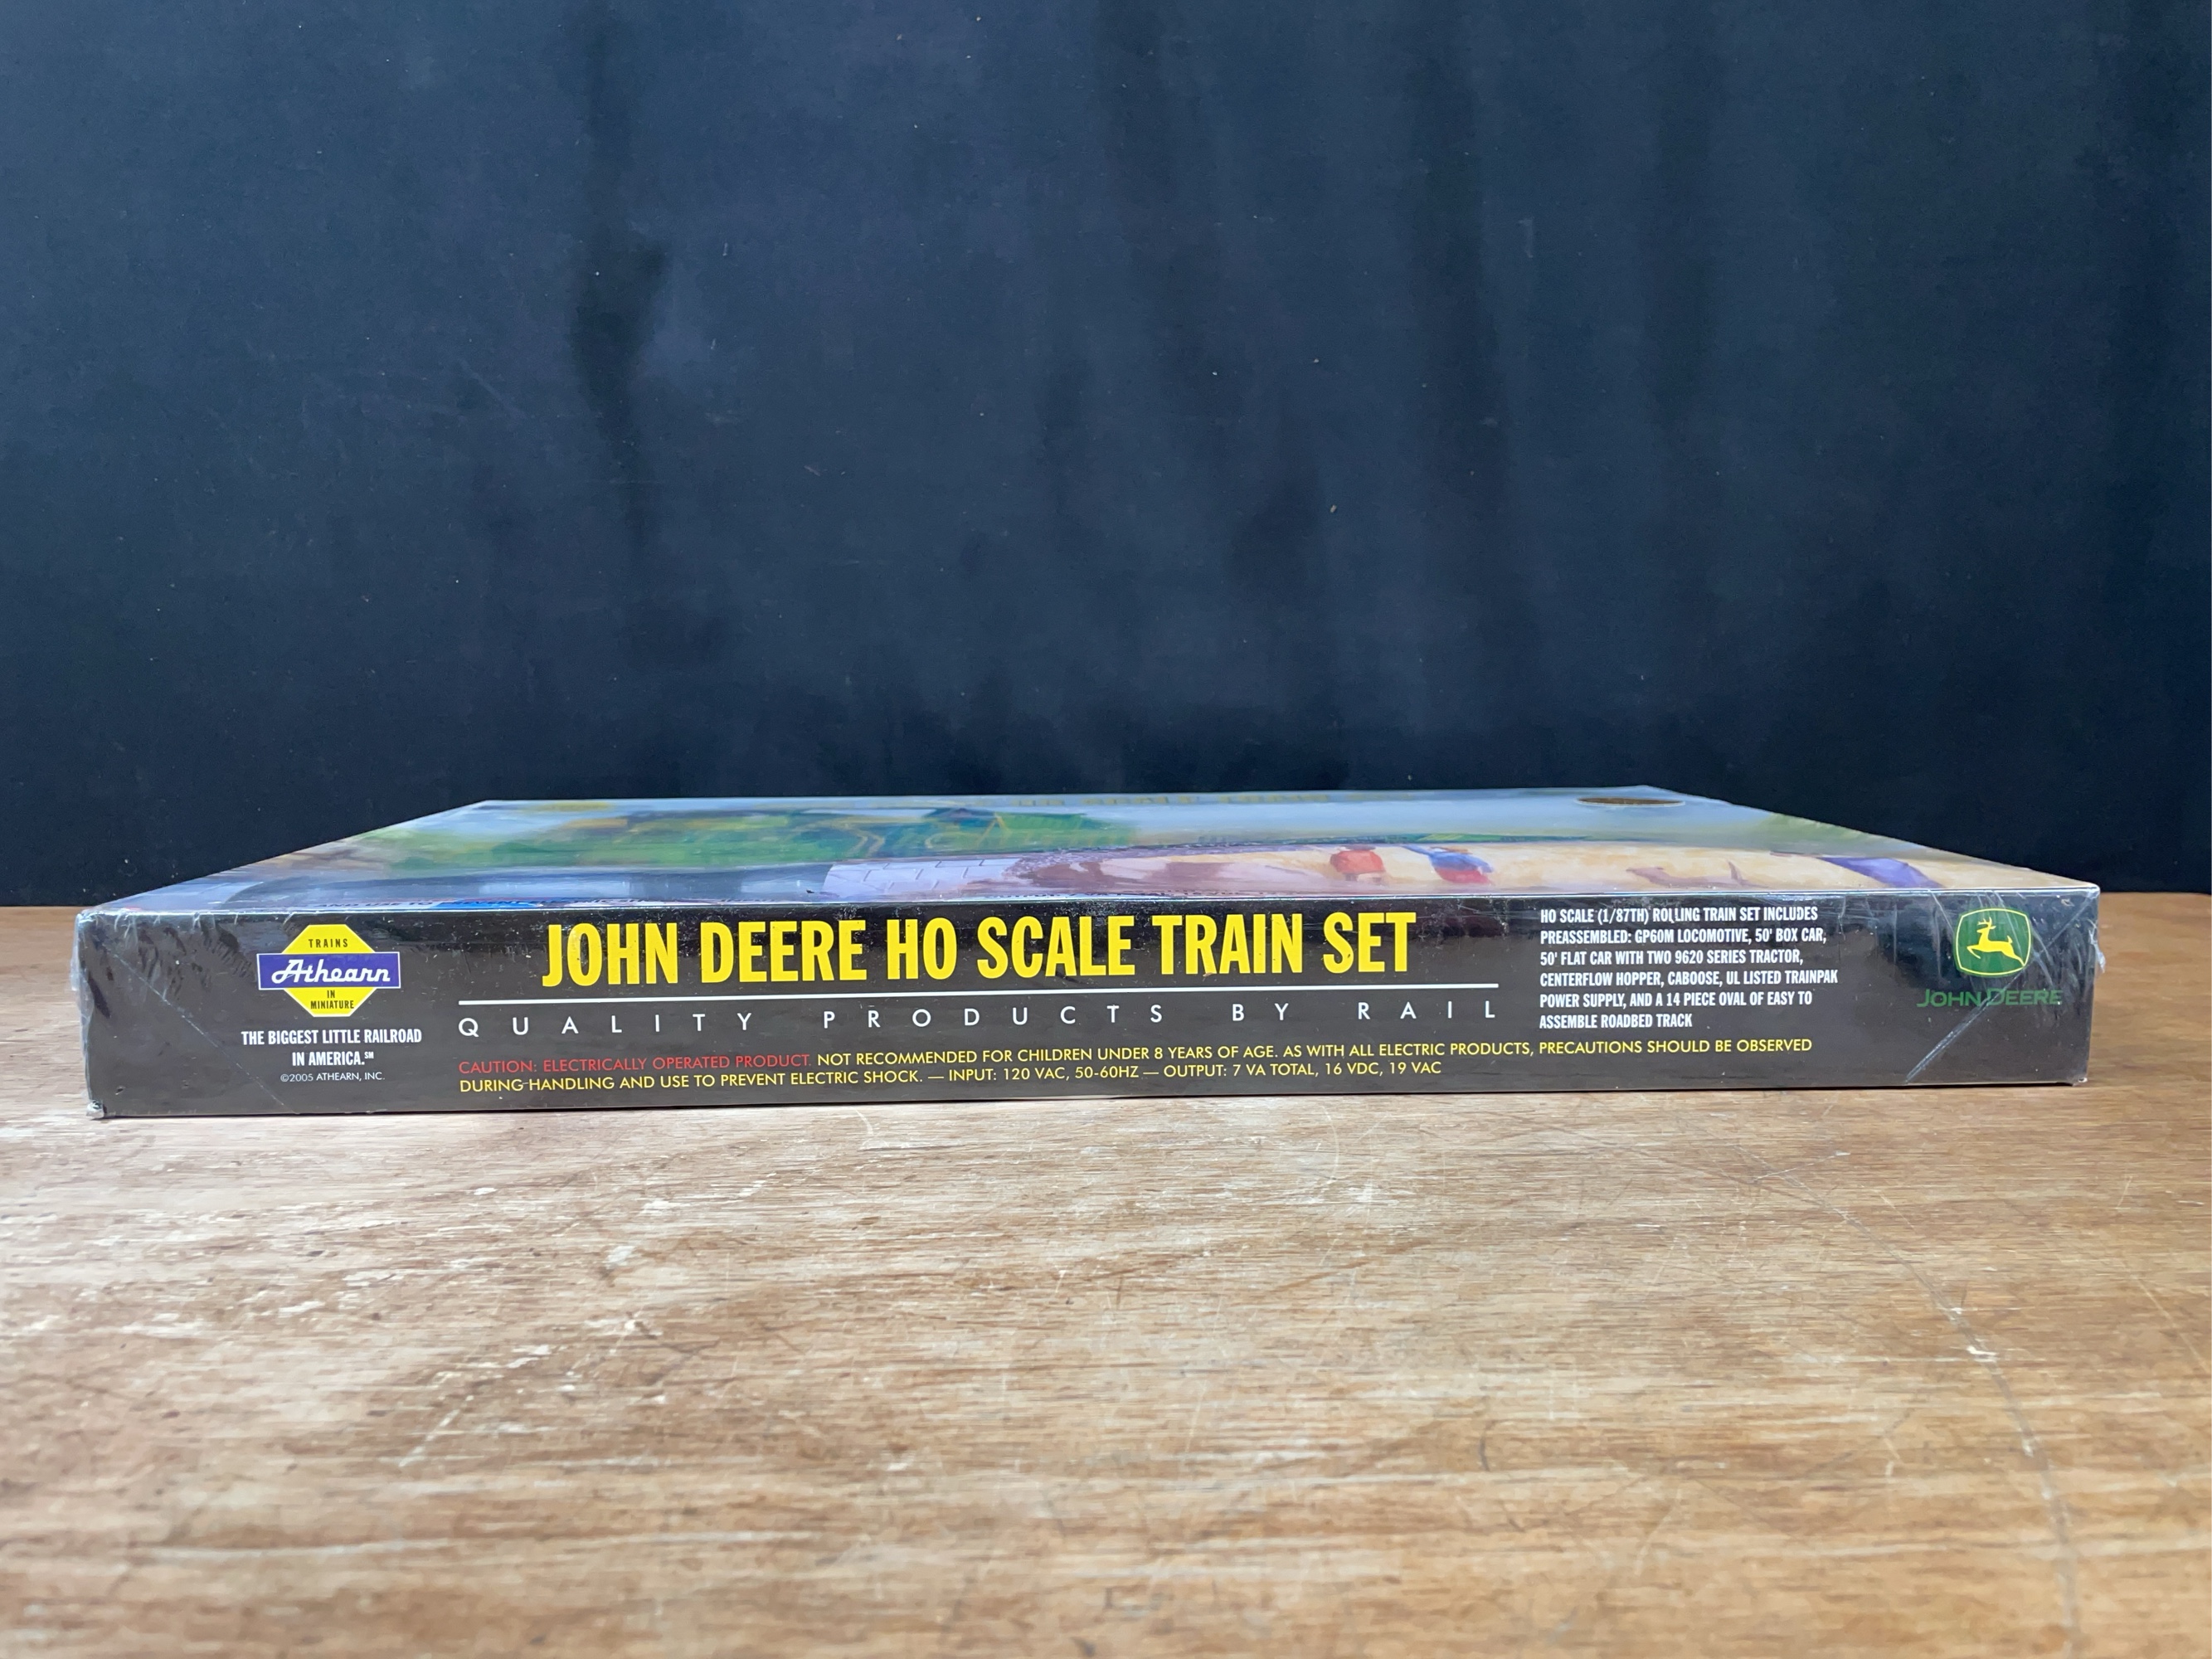 TRAINS
Athearn
IN
MINIATURE
THE BIGGEST LITTLE RAILROAD
IN AMERICA.℠
©2005 ATHEARN, INC.
JOHN DEERE HO SCALE TRAIN SET
QUALITY PRODUCTS BY RAIL
CAUTION: ELECTRICALLY OPERATED PRODUCT. NOT RECOMMENDED FOR CHILDREN UNDER 8 YEARS OF AGE. AS WITH ALL ELECTRIC PRODUCTS, PRECAUTIONS SHOULD BE OBSERVED
DURING HANDLING AND USE TO PREVENT ELECTRIC SHOCK. — INPUT: 120 VAC, 50-60HZ — OUTPUT: 7 VA TOTAL, 16 VDC, 19 VAC
HO SCALE (1/87TH) ROLLING TRAIN SET INCLUDES
PREASSEMBLED: GP60M LOCOMOTIVE, 50' BOX CAR,
50' FLAT CAR WITH TWO 9620 SERIES TRACTOR,
CENTERFLOW HOPPER, CABOOSE, UL LISTED TRAINPAK
POWER SUPPLY, AND A 14 PIECE OVAL OF EASY TO
ASSEMBLE ROADBED TRACK
JOHN DEERE